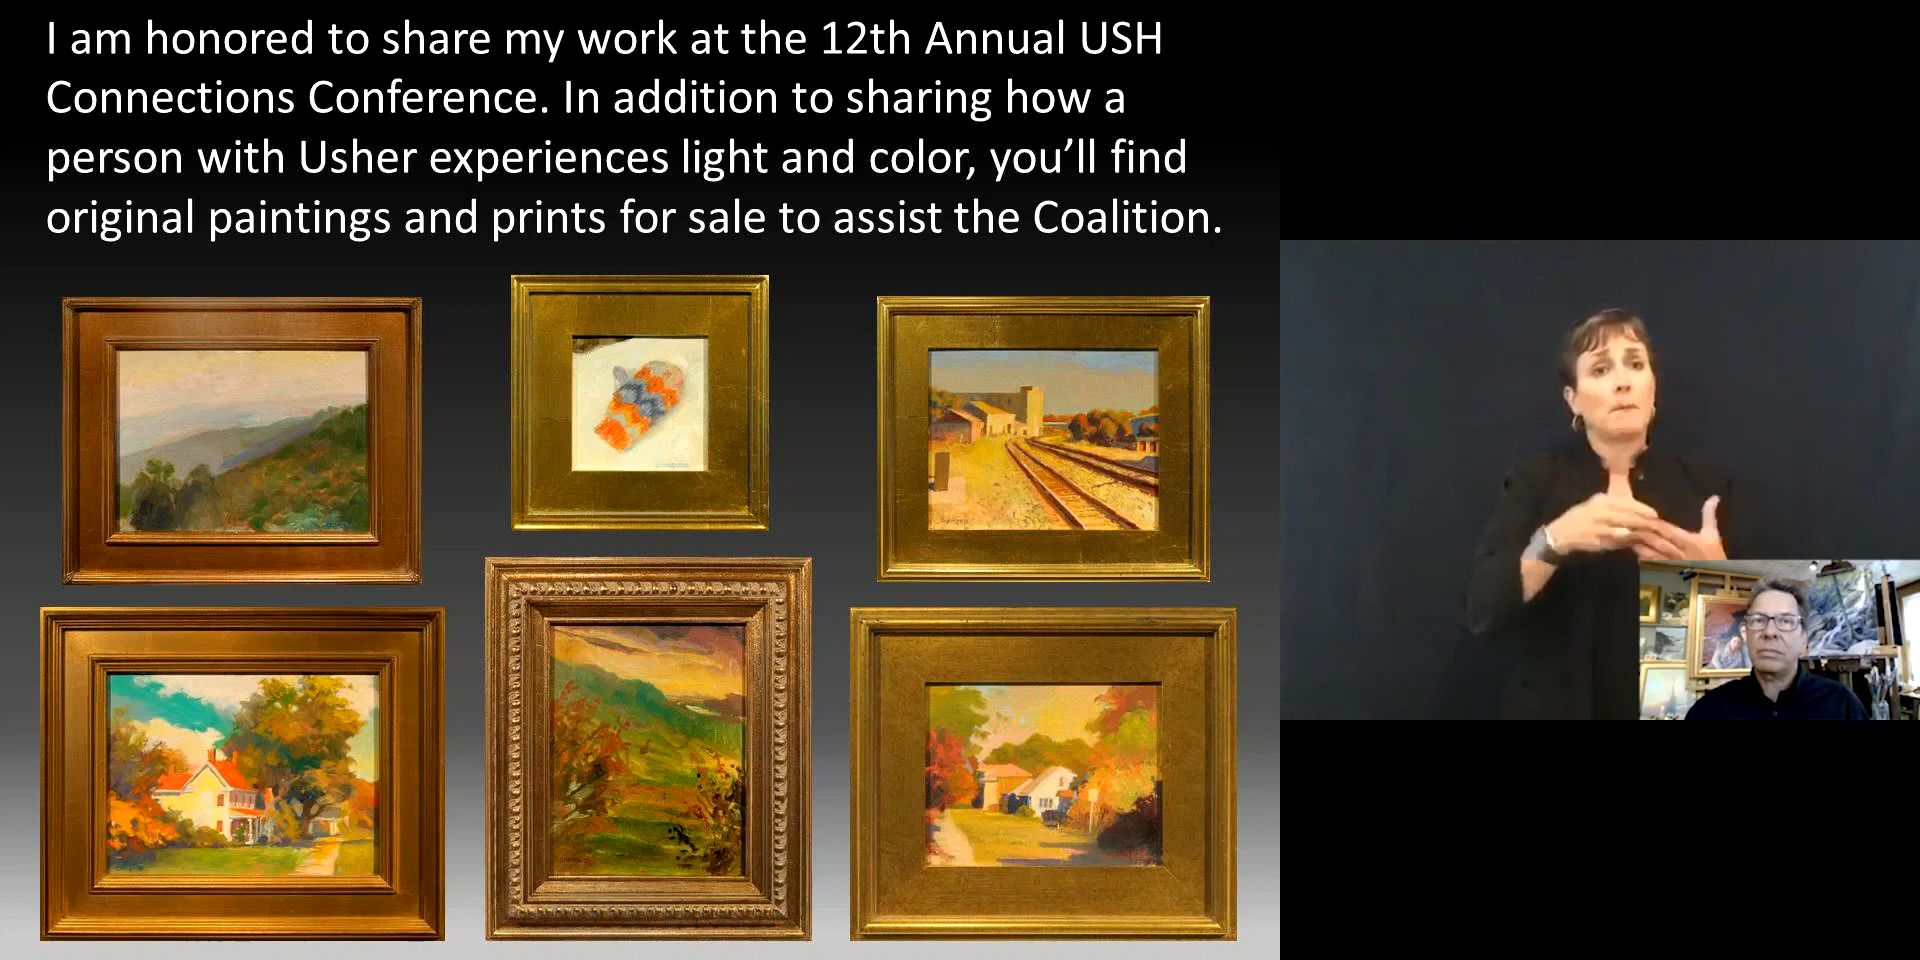 I am honored to share my work at the 12th Annual USH
Connections Conference. In addition to sharing how a
person with Usher experiences light and color, you’ll find
original paintings and prints for sale to assist the Coalition.